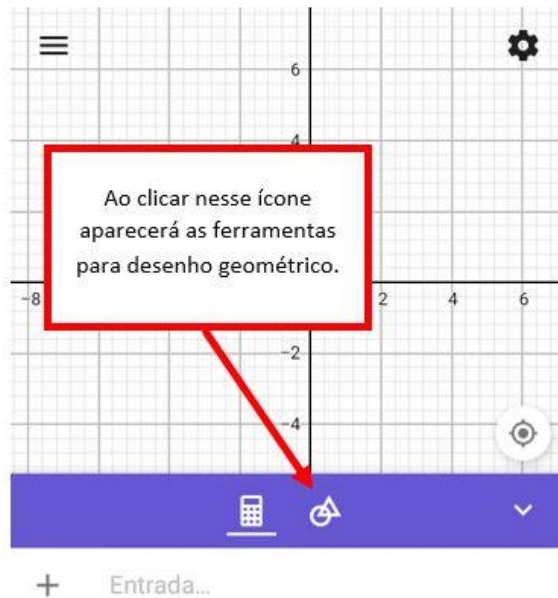 6
4
Ao clicar nesse ícone
aparecerá as ferramentas
para desenho geométrico.
-8 2 4 6
-2
-4
+ Entrada...